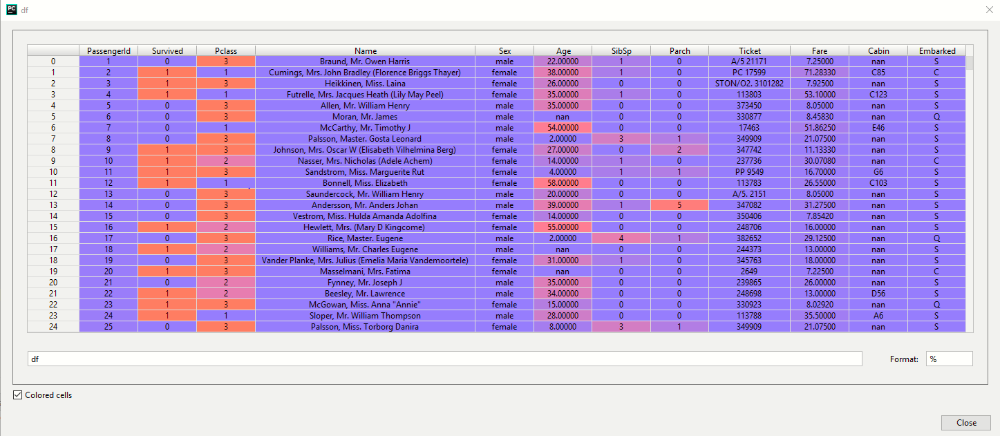 PC df
PassengerId Survived Pclass Name Sex Age SibSp Parch Ticket Fare Cabin Embarked
0 1 0 3 Braund, Mr. Owen Harris male 22.00000 1 0 A/5 21171 7.25000 nan S
1 2 1 1 Cumings, Mrs. John Bradley (Florence Briggs Thayer) female 38.00000 1 0 PC 17599 71.28330 C85 C
2 3 1 3 Heikkinen, Miss. Laina female 26.00000 0 0 STON/O2. 3101282 7.92500 nan S
3 4 1 1 Futrelle, Mrs. Jacques Heath (Lily May Peel) female 35.00000 1 0 113803 53.10000 C123 S
4 5 0 3 Allen, Mr. William Henry male 35.00000 0 0 373450 8.05000 nan S
5 6 0 3 Moran, Mr. James male nan 0 0 330877 8.45830 nan Q
6 7 0 1 McCarthy, Mr. Timothy J male 54.00000 0 0 17463 51.86250 E46 S
7 8 0 3 Palsson, Master. Gosta Leonard male 2.00000 3 1 349909 21.07500 nan S
8 9 1 3 Johnson, Mrs. Oscar W (Elisabeth Vilhelmina Berg) female 27.00000 0 2 347742 11.13330 nan S
9 10 1 2 Nasser, Mrs. Nicholas (Adele Achem) female 14.00000 1 0 237736 30.07080 nan C
10 11 1 3 Sandstrom, Miss. Marguerite Rut female 4.00000 1 1 PP 9549 16.70000 G6 S
11 12 1 1 Bonnell, Miss. Elizabeth female 58.00000 0 0 113783 26.55000 C103 S
12 13 0 3 Saundercock, Mr. William Henry male 20.00000 0 0 A/5. 2151 8.05000 nan S
13 14 0 3 Andersson, Mr. Anders Johan male 39.00000 1 5 347082 31.27500 nan S
14 15 0 3 Vestrom, Miss. Hulda Amanda Adolfina female 14.00000 0 0 350406 7.85420 nan S
15 16 1 2 Hewlett, Mrs. (Mary D Kingcome) female 55.00000 0 0 248706 16.00000 nan S
16 17 0 3 Rice, Master. Eugene male 2.00000 4 1 382652 29.12500 nan Q
17 18 1 2 Williams, Mr. Charles Eugene male nan 0 0 244373 13.00000 nan S
18 19 0 3 Vander Planke, Mrs. Julius (Emelia Maria Vandemoortele) female 31.00000 1 0 345763 18.00000 nan S
19 20 1 3 Masselmani, Mrs. Fatima female nan 0 0 2649 7.22500 nan C
20 21 0 2 Fynney, Mr. Joseph J male 35.00000 0 0 239865 26.00000 nan S
21 22 1 2 Beesley, Mr. Lawrence male 34.00000 0 0 248698 13.00000 D56 S
22 23 1 3 McGowan, Miss. Anna "Annie" female 15.00000 0 0 330923 8.02920 nan Q
23 24 1 1 Sloper, Mr. William Thompson male 28.00000 0 0 113788 35.50000 A6 S
24 25 0 3 Palsson, Miss. Torborg Danira female 8.00000 3 1 349909 21.07500 nan S
df Format: %
Colored cells
Close